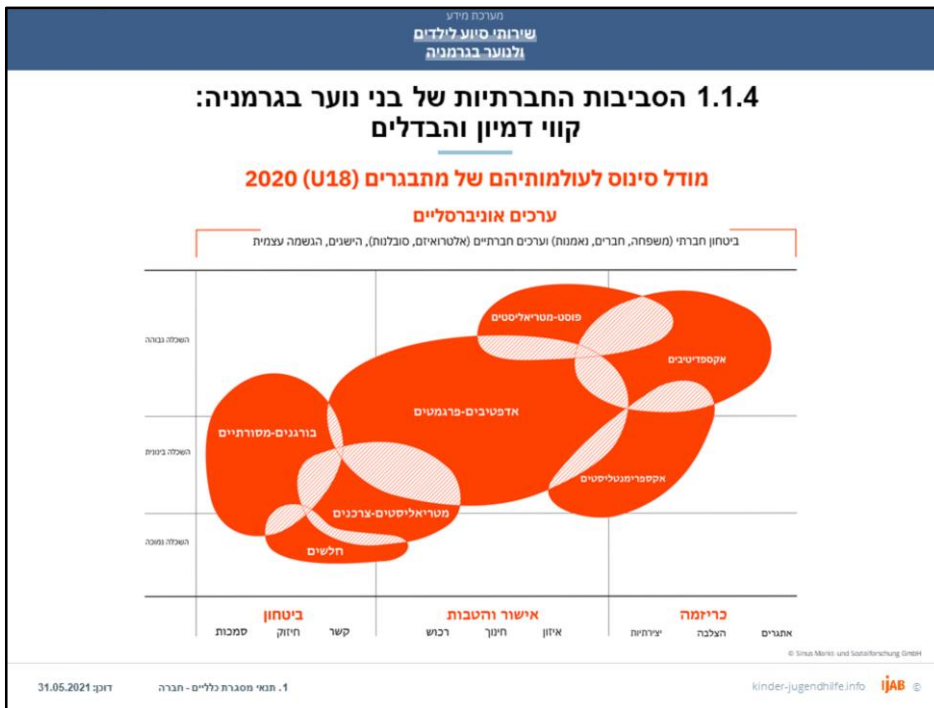 מערכת מידע
שירותי סיוע לילדים
ולנוער בגרמניה
1.1.4 הסביבות החברתיות של בני נוער בגרמניה:
קווי דמיון והבדלים
מודל סינוס לעולמותיהם של מתבגרים (U18) 2020
ערכים אוניברסליים
ביטחון חברתי (משפחה, חברים, נאמנות) וערכים חברתיים (אלטרואיזם, סובלנות), הישגים, הגשמה עצמית
השכלה גבוהה
השכלה בינונית
השכלה נמוכה
פוסט-מטריאליסטים
אקספדיטיבים
אדפטיבים-פרגמטים
בורגנים-מסורתיים
אקספרימנטליסטים
מטריאליסטים-צרכנים
חלשים
ביטחון
סמכות חיזוק קשר
אישור והטבות
רכוש חינוך איזון
כריזמה
יצירתיות הצלבה אתגרים
© Sinus Markt- und Sozialforschung GmbH
דוכן: 31.05.2021
1. תנאי מסגרת כלליים - חברה
kinder-jugendhilfe.info IJAB ©